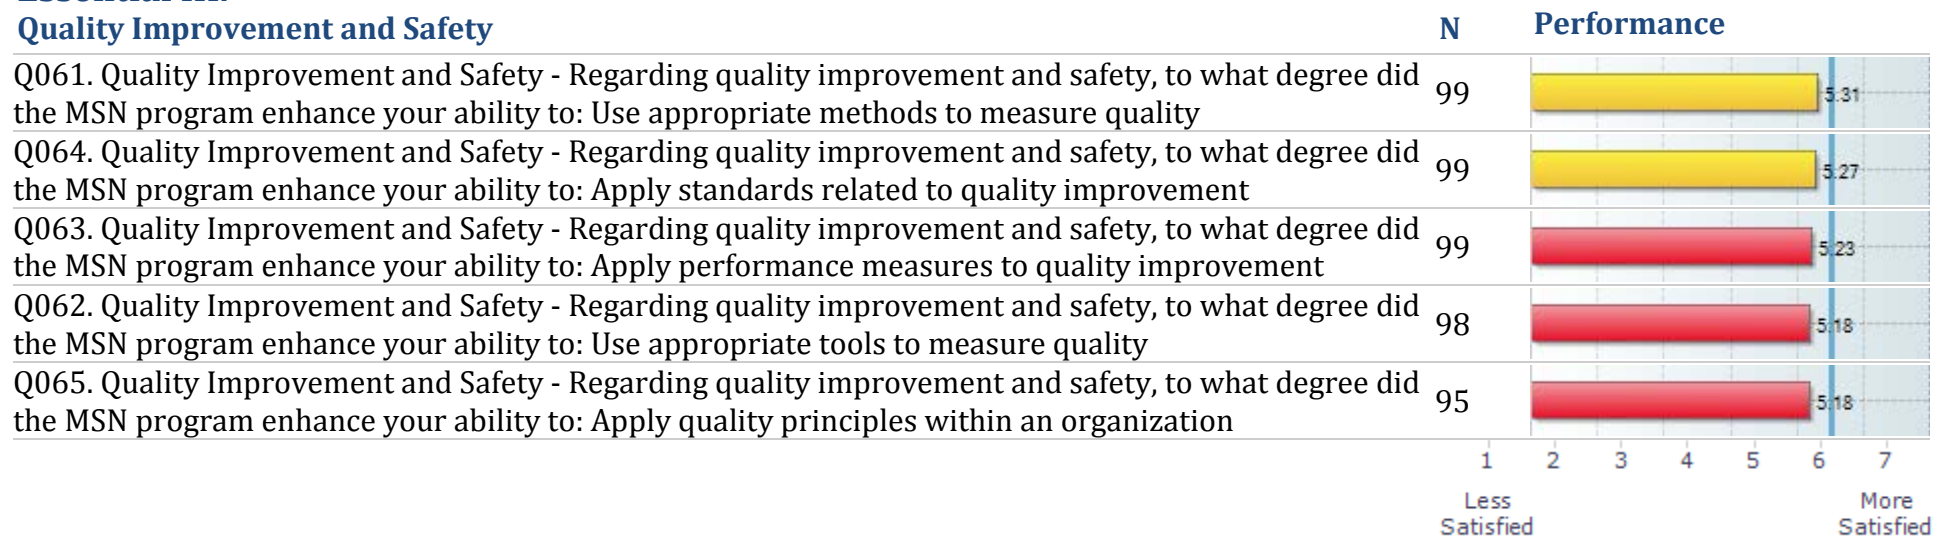 Quality Improvement and Safety N Performance
Q061. Quality Improvement and Safety - Regarding quality improvement and safety, to what degree did
the MSN program enhance your ability to: Use appropriate methods to measure quality
99
5.31
Q064. Quality Improvement and Safety - Regarding quality improvement and safety, to what degree did
the MSN program enhance your ability to: Apply standards related to quality improvement
99
5.27
Q063. Quality Improvement and Safety - Regarding quality improvement and safety, to what degree did
the MSN program enhance your ability to: Apply performance measures to quality improvement
99
5.23
Q062. Quality Improvement and Safety - Regarding quality improvement and safety, to what degree did
the MSN program enhance your ability to: Use appropriate tools to measure quality
98
5.18
Q065. Quality Improvement and Safety - Regarding quality improvement and safety, to what degree did
the MSN program enhance your ability to: Apply quality principles within an organization
95
5.18
1 2 3 4 5 6 7
Less More
Satisfied Satisfied